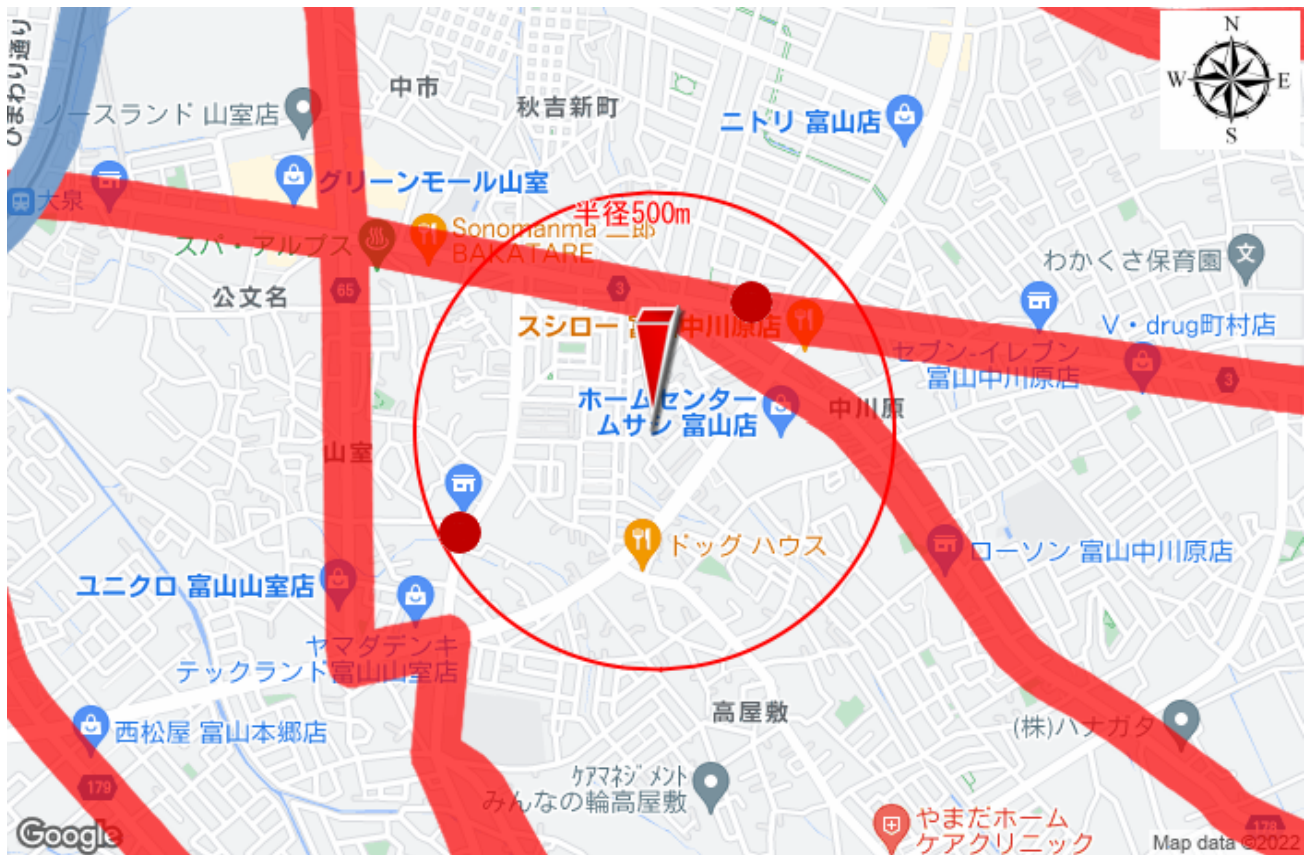 N
W
E
S
ひまわり通り
中市
秋吉新町
ノースランド 山室店
ニトリ 富山店
グリーンモール山室
大泉
半径500m
Sonomanma 二郎
BAKATARE
スパ・アルプス
わかくさ保育園
文
公文名
65
3
スシロー 富
中川原店
V・drug町村店
セブン-イレブン
富山中川原店
3
ホームセンター
ムサシ 富山店
中川原
山室
ドッグ ハウス
ローソン 富山中川原店
ユニクロ 富山山室店
ヤマダデンキ
テックランド富山山室店
高屋敷
(株)ハナガタ
西松屋 富山本郷店
179
ケアマネジメント
みんなの輪高屋敷
やまだホーム
ケアクリニック
178
Google
Map data ©2022